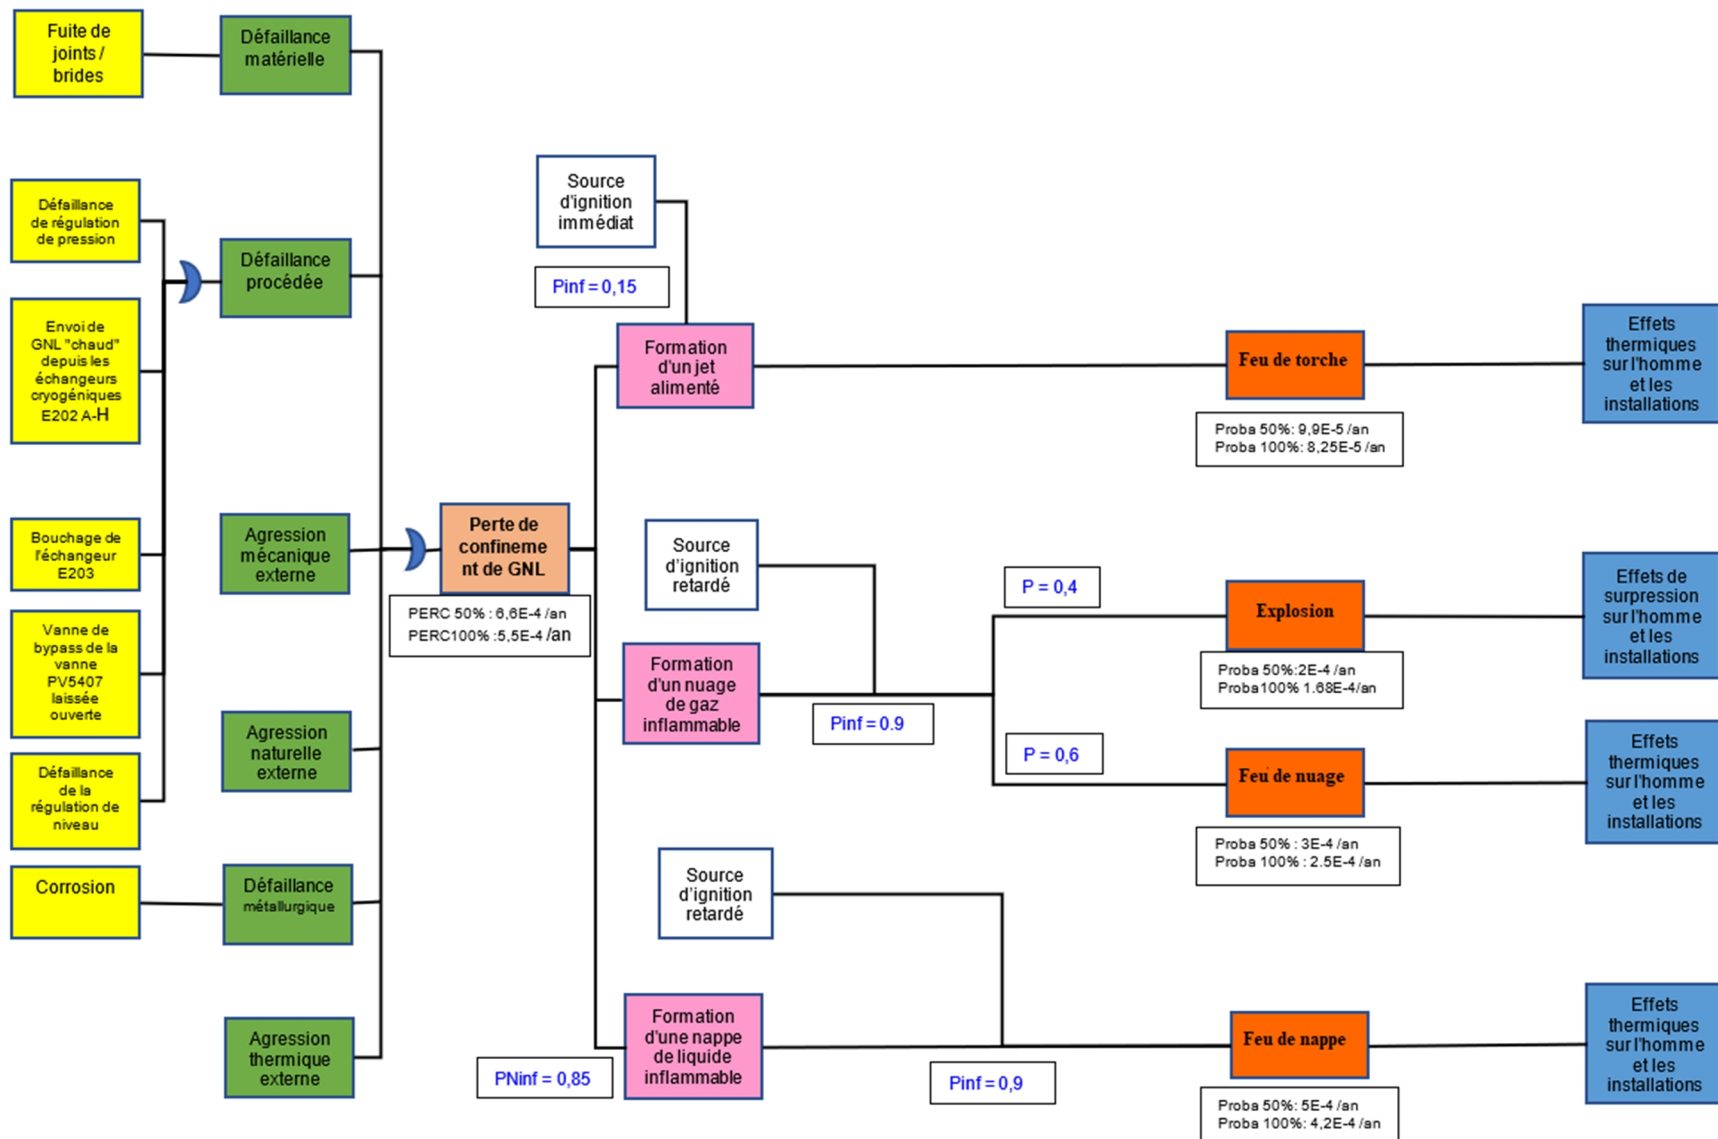 Fuite de
joints /
brides
Défaillance
matérielle
Défaillance
de régulation
de pression
Défaillance
procédée
Envoi de
GNL "chaud"
depuis les
échangeurs
cryogéniques
E202 A-H
Bouchage de
l'échangeur
E203
Agression
mécanique
externe
Vanne de
bypass de la
vanne
PV5407
laissée
ouverte
Agression
naturelle
externe
Défaillance
de la
régulation de
niveau
Corrosion
Défaillance
métallurgique
Agression
thermique
externe
Perte de
confineme
nt de GNL
PERC 50% : 6,6E-4 /an
PERC100% :5,5E-4 /an
Source
d'ignition
immédiat
Pinf = 0,15
Formation
d'un jet
alimenté
Feu de torche
Proba 50%: 9,9E-5 /an
Proba 100%: 8,25E-5 /an
Effets
thermiques
sur l'homme
et les
installations
Source
d'ignition
retardé
Formation
d'un nuage
de gaz
inflammable
Pinf = 0.9
P = 0,4
Explosion
Proba 50%:2E-4 /an
Proba100% 1.68E-4/an
Effets de
surpression
sur l'homme
et les
installations
P = 0,6
Feu de nuage
Proba 50% : 3E-4 /an
Proba 100% : 2.5E-4 /an
Effets
thermiques
sur l'homme
et les
installations
Source
d'ignition
retardé
PNinf = 0,85
Formation
d'une nappe
de liquide
inflammable
Pinf = 0,9
Feu de nappe
Proba 50%: 5E-4 /an
Proba 100%: 4,2E-4 /an
Effets
thermiques
sur l'homme
et les
installations